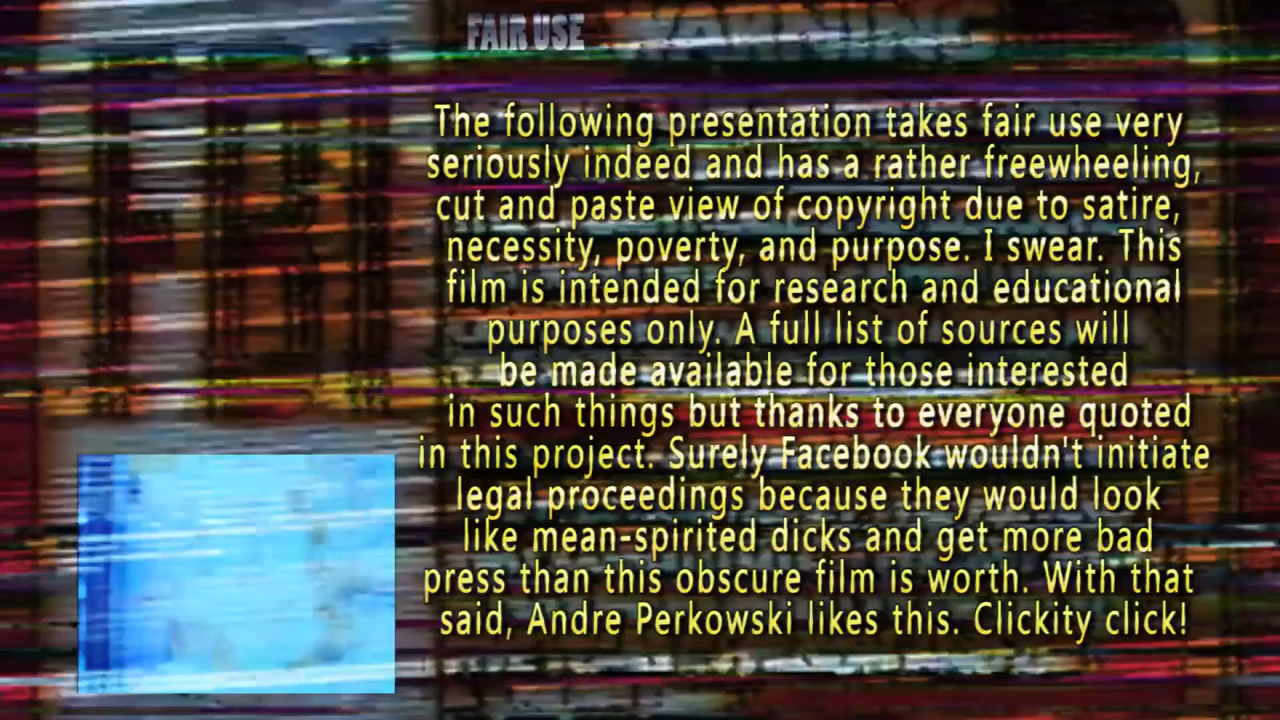 FAIR USE WARNING
The following presentation takes fair use very
seriously indeed and has a rather freewheeling,
cut and paste view of copyright due to satire,
necessity, poverty, and purpose. I swear. This
film is intended for research and educational
purposes only. A full list of sources will
be made available for those interested
in such things but thanks to everyone quoted
in this project. Surely Facebook wouldn't initiate
legal proceedings because they would look
like mean-spirited dicks and get more bad
press than this obscure film is worth. With that
said, Andre Perkowski likes this. Clickity click!